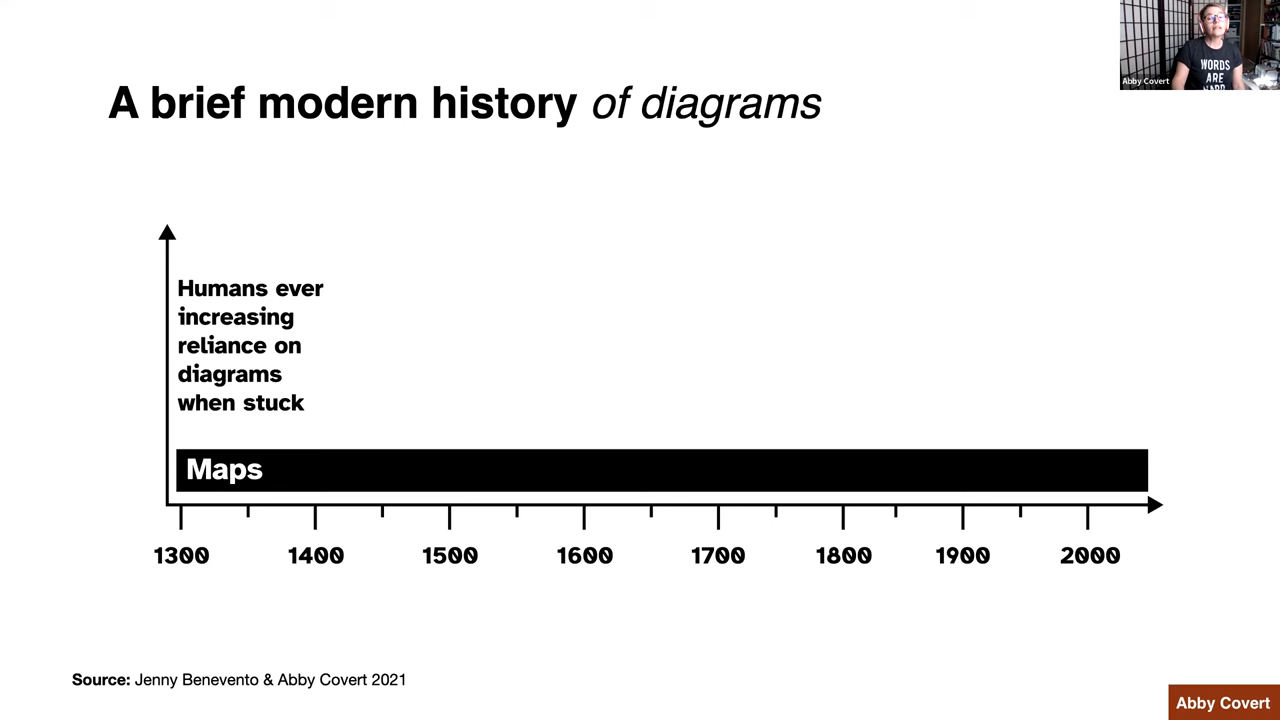 A brief modern history of diagrams
Abby Covert
WORDS
ARE
HARD
Humans ever
increasing
reliance on
diagrams
when stuck
Maps
1300 1400 1500 1600 1700 1800 1900 2000
Source: Jenny Benevento & Abby Covert 2021
Abby Covert